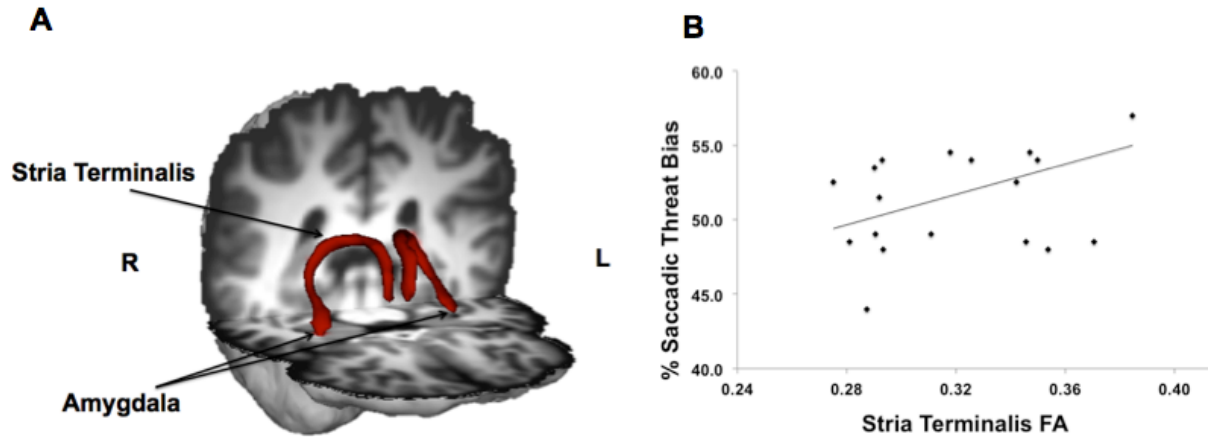 A
Stria Terminalis
R
L
Amygdala
B
% Saccadic Threat Bias
60.0
55.0
50.0
45.0
40.0
0.24
0.28
0.32
0.36
0.40
Stria Terminalis FA